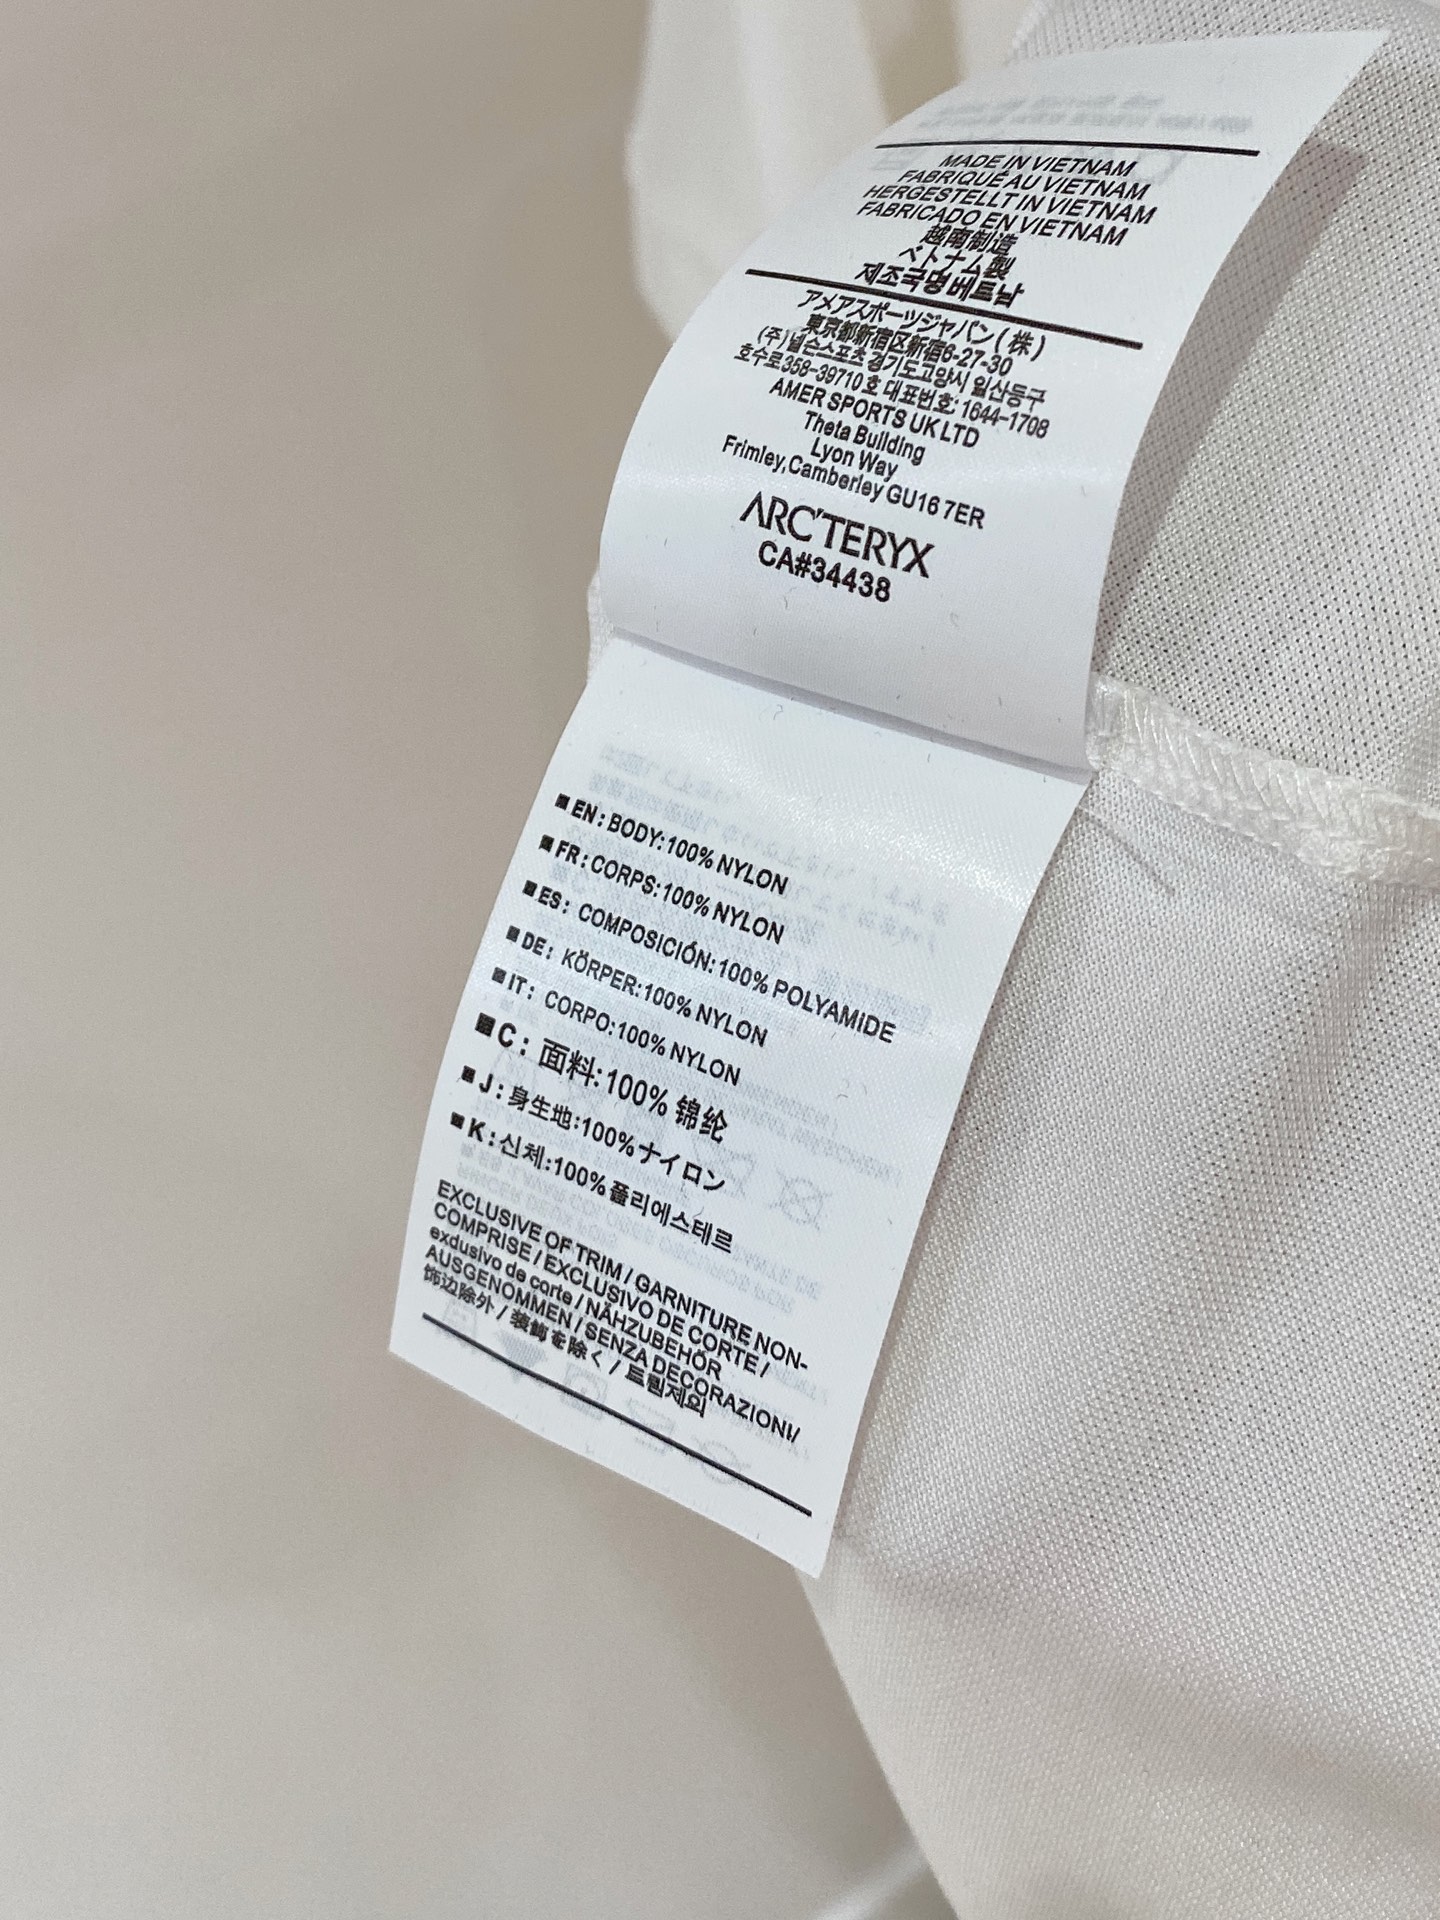 MADE IN VIETNAM
FABRIQUÉ AU VIETNAM
HERGESTELLT IN VIETNAM
FABRICADO EN VIETNAM
越南制造
ベトナム製
제조국명 베트남
アメアスポーツジャパン(株)
東京都新宿区新宿6-27-30
(주)넬슨스포츠 경기도고양시 일산동구
호수로358-39710호 대표번호:1644-1708
AMER SPORTS UK LTD
Theta Building
Lyon Way
Frimley,Camberley GU16 7ER
ARC'TERYX
CA#34438
EN: BODY:100% NYLON
FR: CORPS:100% NYLON
ES: COMPOSICIÓN:100% POLYAMIDE
DE: KÖRPER:100% NYLON
IT: CORPO:100% NYLON
C: 面料:100% 锦纶
J: 身生地:100%ナイロン
K: 신체:100%폴리에스테르
EXCLUSIVE OF TRIM / GARNITURE NON-
COMPRISE / EXCLUSIVO DE CORTE /
exdusivo de corte / NÄHZUBEHÖR
AUSGENOMMEN / SENZA DECORAZIONI/
饰边除外 / 装飾を除く / 트림제외